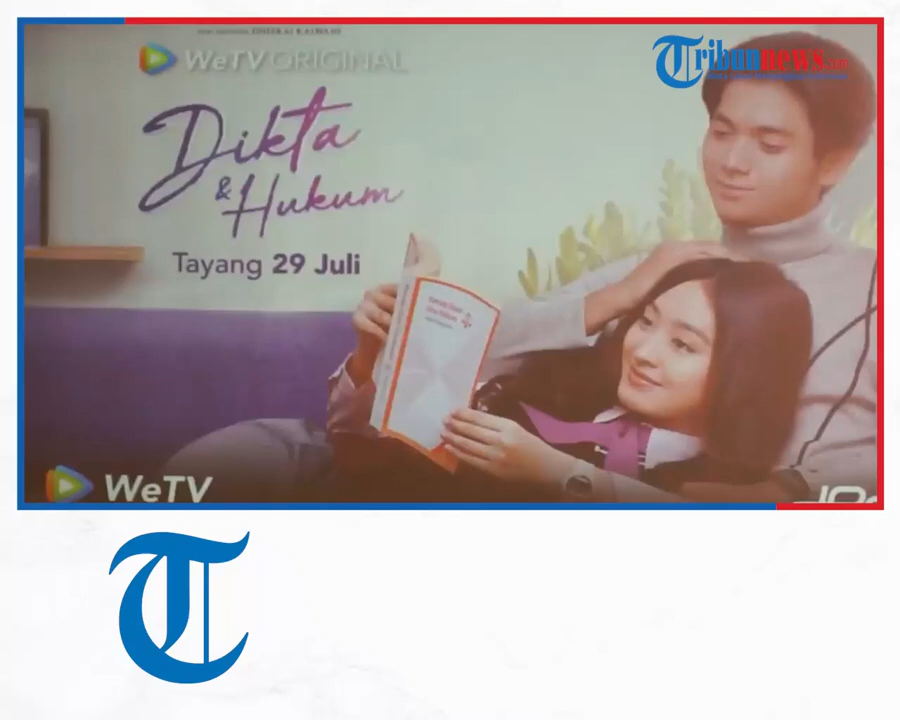 WeTV ORIGINAL
Tribunnews.com
Dikta
& Hukum
Tayang 29 Juli
WeTV
T